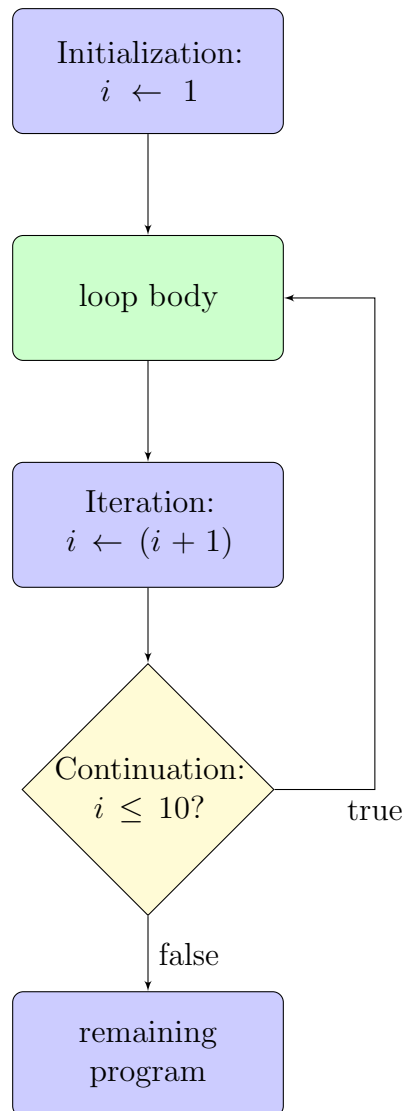 Initialization:
i ← 1
loop body
Iteration:
i ← (i + 1)
Continuation:
i ≤ 10?
true
false
remaining
program